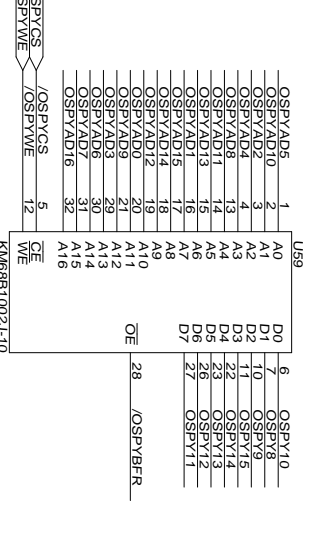 U59
OSPYAD5 1 A0 D0 6 OSPY10
OSPYAD10 2 A1 D1 7 OSPY8
OSPYAD2 3 A2 D2 10 OSPY9
OSPYAD4 4 A3 D3 11 OSPY15
OSPYAD8 13 A4 D4 22 OSPY14
OSPYAD11 14 A5 D5 23 OSPY13
OSPYAD13 15 A6 D6 26 OSPY12
OSPYAD1 16 A7 D7 27 OSPY11
OSPYAD15 17 A8
OSPYAD14 18 A9
OSPYAD12 19 A10
OSPYAD0 20 A11 OE 28 /OSPYBFR
OSPYAD9 21 A12
OSPYAD3 29 A13
OSPYAD6 30 A14
OSPYAD7 31 A15
OSPYAD16 32 A16
SPYCS /OSPYCS 5 CE
SPYWE /OSPYWE 12 WE
KM68B1002J-10